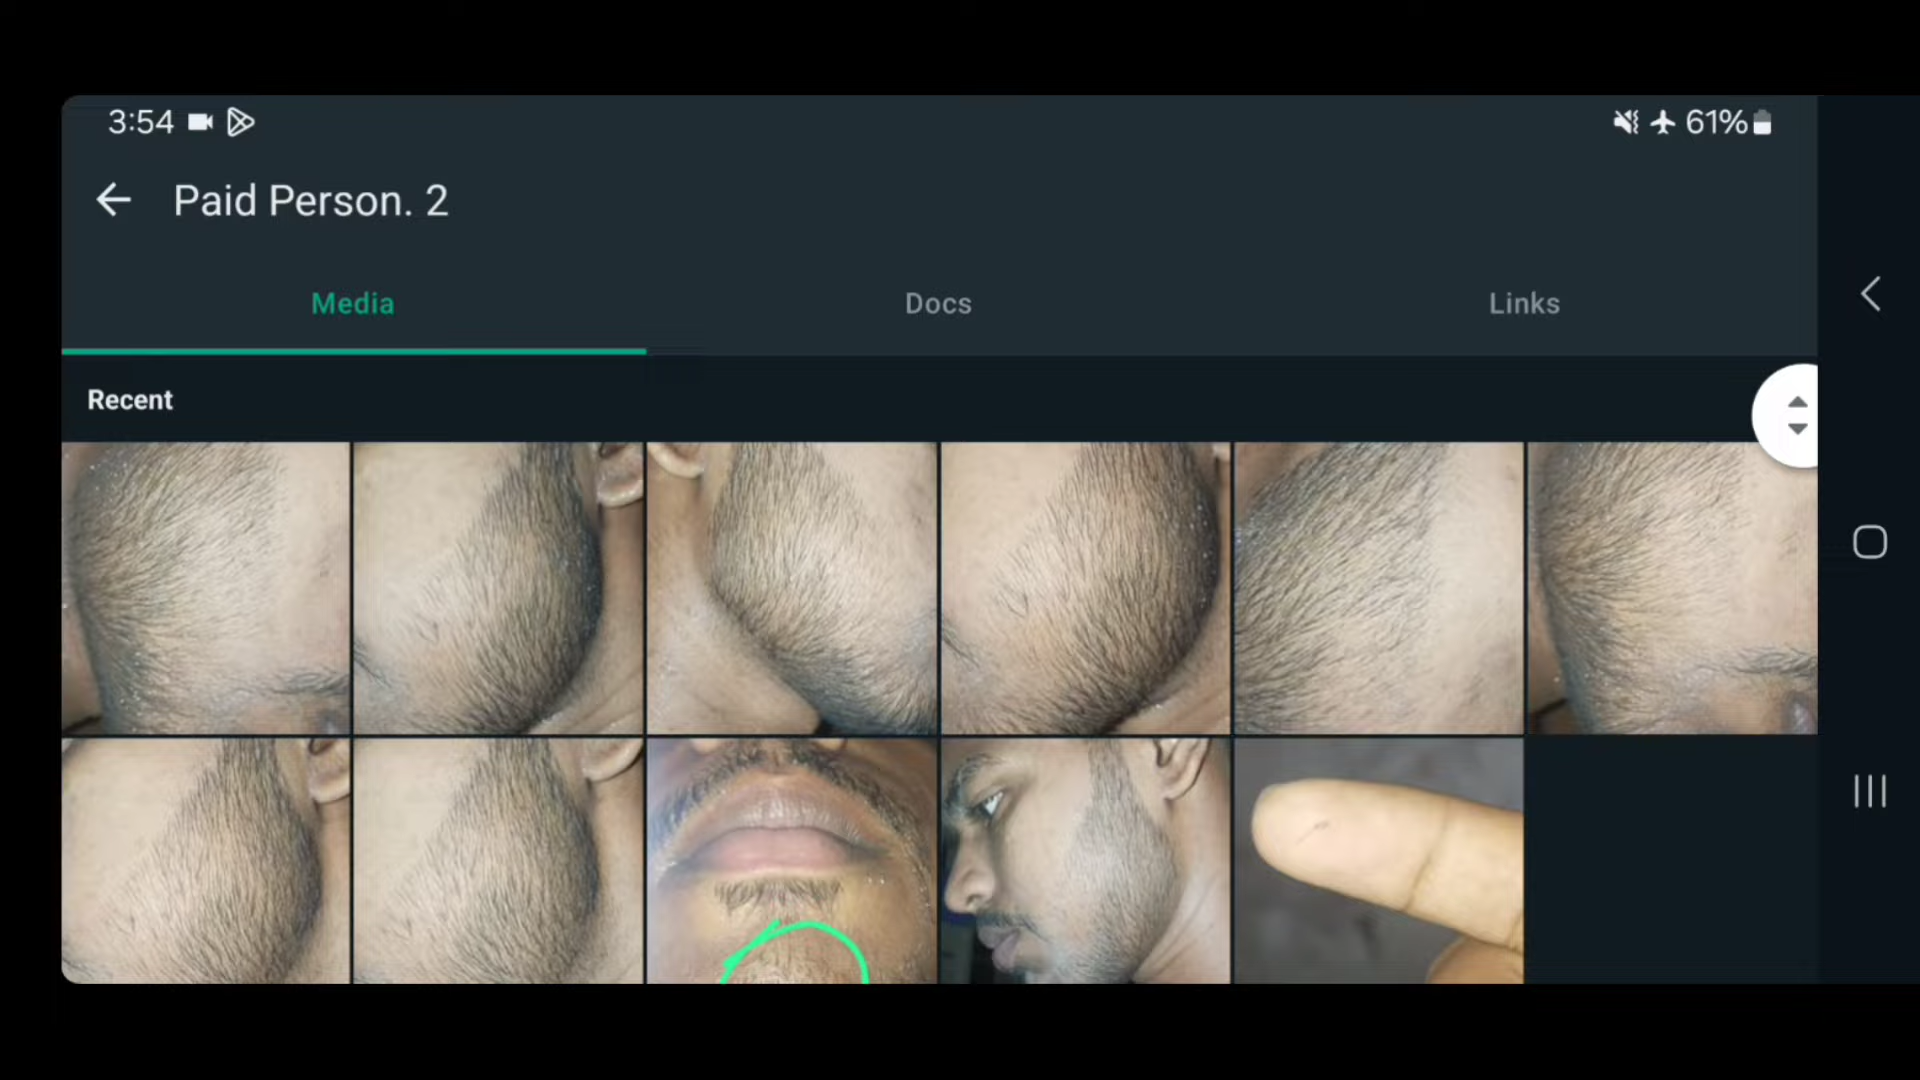 3:54
61%
Paid Person. 2
Media
Docs
Links
Recent